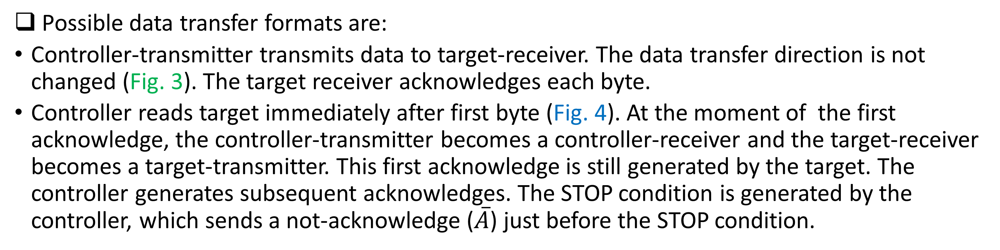 ❑ Possible data transfer formats are:
• Controller-transmitter transmits data to target-receiver. The data transfer direction is not
changed (Fig. 3). The target receiver acknowledges each byte.
• Controller reads target immediately after first byte (Fig. 4). At the moment of  the first
acknowledge, the controller-transmitter becomes a controller-receiver and the target-receiver
becomes a target-transmitter. This first acknowledge is still generated by the target. The
controller generates subsequent acknowledges. The STOP condition is generated by the
controller, which sends a not-acknowledge (Ā) just before the STOP condition.